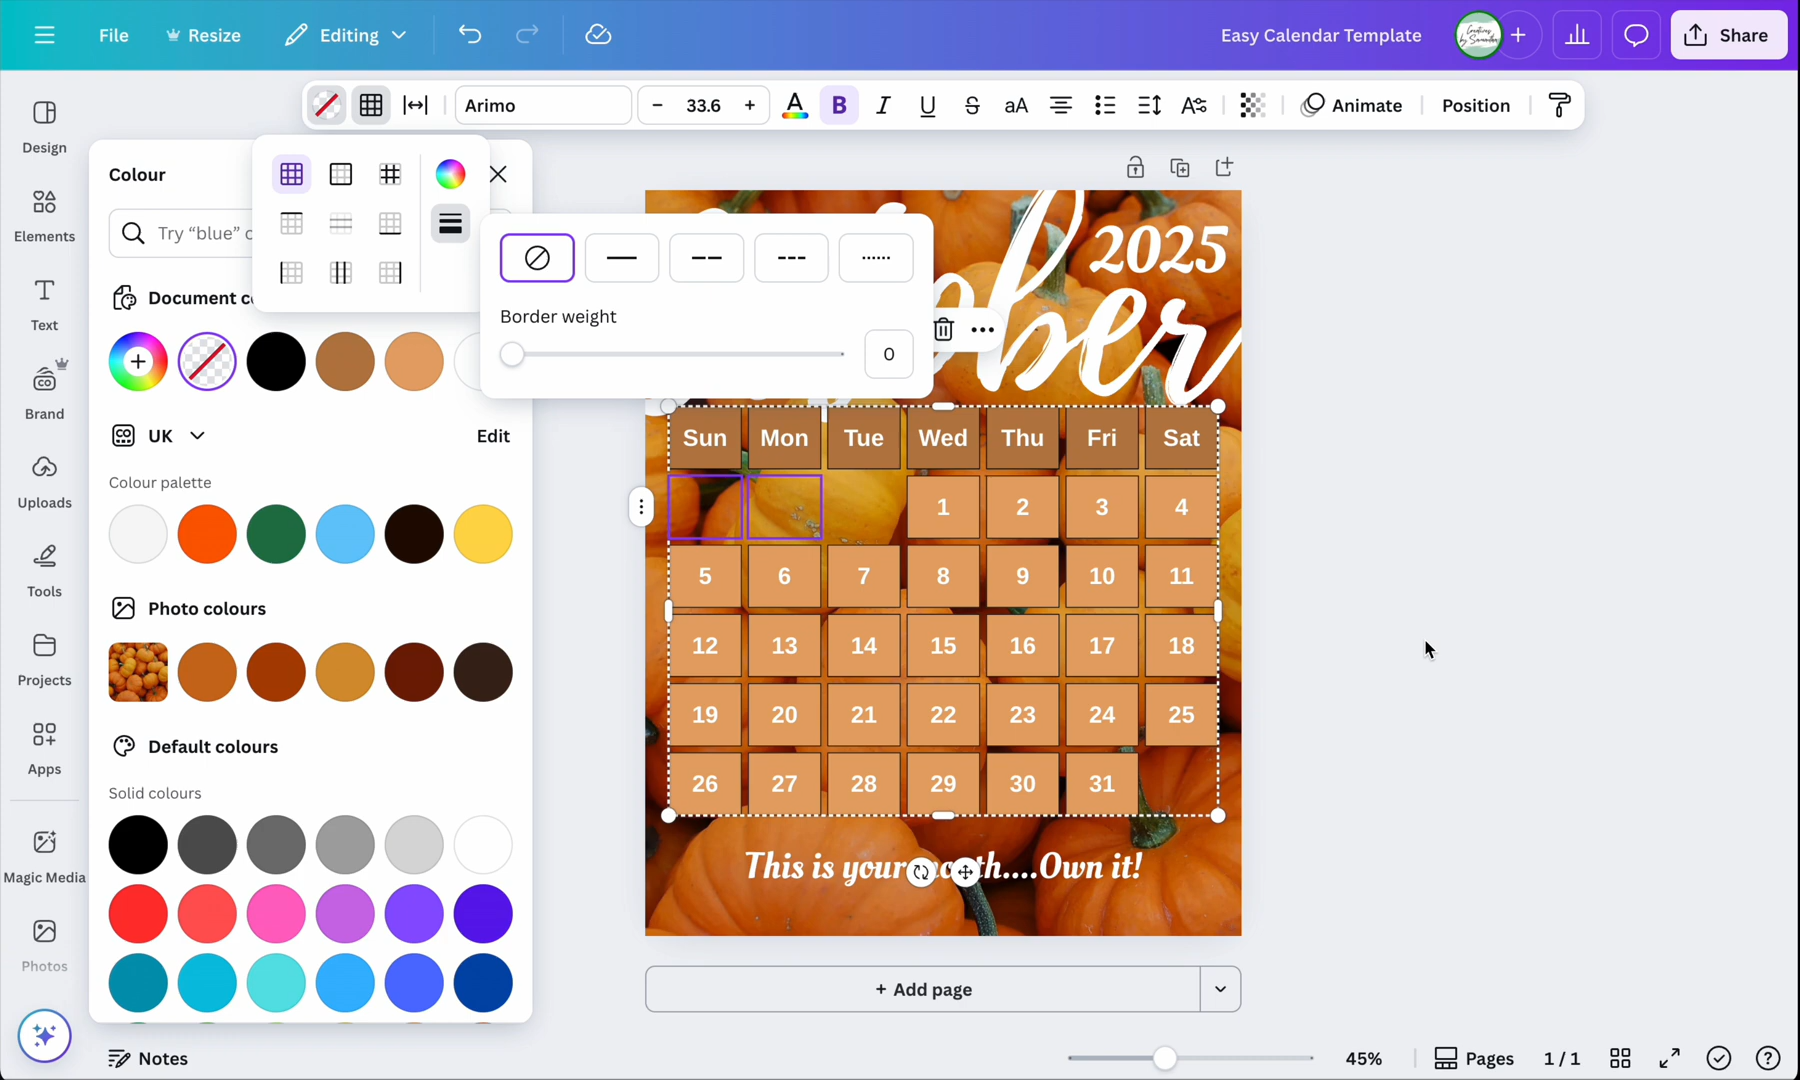 File
Resize
Editing
Easy Calendar Template
Share
Arimo
- 33.6 +
A
B
I
U
S
aA
Animate
Position
Design
Elements
Text
Brand
Uploads
Tools
Projects
Apps
Magic Media
Photos
Colour
Try “blue”
Document
UK
Edit
Colour palette
Photo colours
Default colours
Solid colours
Notes
Border weight
0
2025
ber
Sun Mon Tue Wed Thu Fri Sat
1 2 3 4
5 6 7 8 9 10 11
12 13 14 15 16 17 18
19 20 21 22 23 24 25
26 27 28 29 30 31
This is your ....Own it!
+ Add page
45%
Pages
1 / 1